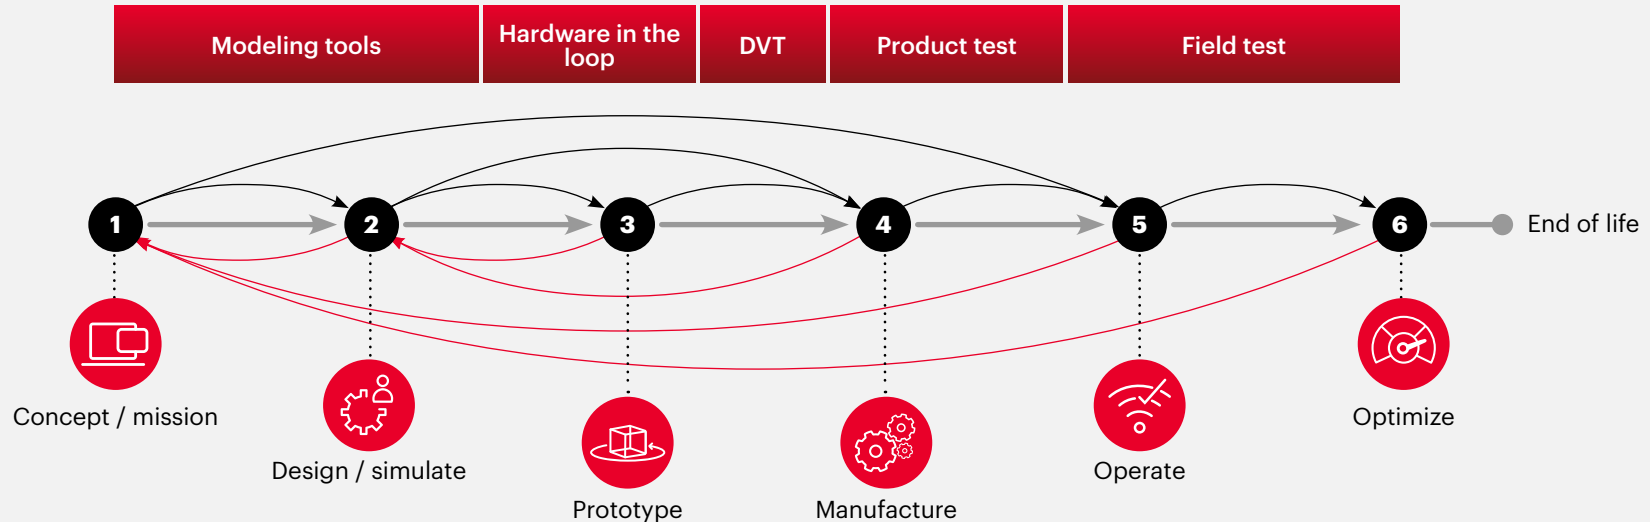 Modeling tools
Hardware in the
loop
DVT
Product test
Field test
1
2
3
4
5
6
End of life
Concept / mission
Design / simulate
Prototype
Manufacture
Operate
Optimize